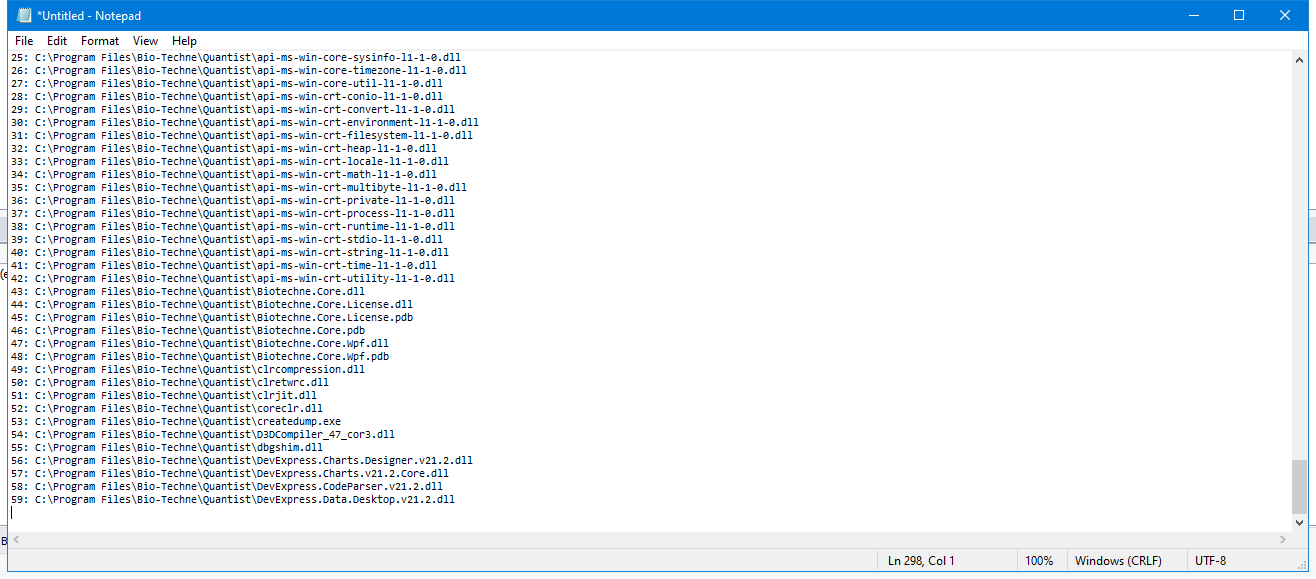 *Untitled - Notepad
File Edit Format View Help
25: C:\Program Files\Bio-Techne\Quantist\api-ms-win-core-sysinfo-l1-1-0.dll
26: C:\Program Files\Bio-Techne\Quantist\api-ms-win-core-timezone-l1-1-0.dll
27: C:\Program Files\Bio-Techne\Quantist\api-ms-win-core-util-l1-1-0.dll
28: C:\Program Files\Bio-Techne\Quantist\api-ms-win-crt-conio-l1-1-0.dll
29: C:\Program Files\Bio-Techne\Quantist\api-ms-win-crt-convert-l1-1-0.dll
30: C:\Program Files\Bio-Techne\Quantist\api-ms-win-crt-environment-l1-1-0.dll
31: C:\Program Files\Bio-Techne\Quantist\api-ms-win-crt-filesystem-l1-1-0.dll
32: C:\Program Files\Bio-Techne\Quantist\api-ms-win-crt-heap-l1-1-0.dll
33: C:\Program Files\Bio-Techne\Quantist\api-ms-win-crt-locale-l1-1-0.dll
34: C:\Program Files\Bio-Techne\Quantist\api-ms-win-crt-math-l1-1-0.dll
35: C:\Program Files\Bio-Techne\Quantist\api-ms-win-crt-multibyte-l1-1-0.dll
36: C:\Program Files\Bio-Techne\Quantist\api-ms-win-crt-private-l1-1-0.dll
37: C:\Program Files\Bio-Techne\Quantist\api-ms-win-crt-process-l1-1-0.dll
38: C:\Program Files\Bio-Techne\Quantist\api-ms-win-crt-runtime-l1-1-0.dll
39: C:\Program Files\Bio-Techne\Quantist\api-ms-win-crt-stdio-l1-1-0.dll
40: C:\Program Files\Bio-Techne\Quantist\api-ms-win-crt-string-l1-1-0.dll
41: C:\Program Files\Bio-Techne\Quantist\api-ms-win-crt-time-l1-1-0.dll
42: C:\Program Files\Bio-Techne\Quantist\api-ms-win-crt-utility-l1-1-0.dll
43: C:\Program Files\Bio-Techne\Quantist\Biotechne.Core.dll
44: C:\Program Files\Bio-Techne\Quantist\Biotechne.Core.License.dll
45: C:\Program Files\Bio-Techne\Quantist\Biotechne.Core.License.pdb
46: C:\Program Files\Bio-Techne\Quantist\Biotechne.Core.pdb
47: C:\Program Files\Bio-Techne\Quantist\Biotechne.Core.Wpf.dll
48: C:\Program Files\Bio-Techne\Quantist\Biotechne.Core.Wpf.pdb
49: C:\Program Files\Bio-Techne\Quantist\clrcompression.dll
50: C:\Program Files\Bio-Techne\Quantist\clretwrc.dll
51: C:\Program Files\Bio-Techne\Quantist\clrjit.dll
52: C:\Program Files\Bio-Techne\Quantist\coreclr.dll
53: C:\Program Files\Bio-Techne\Quantist\createdump.exe
54: C:\Program Files\Bio-Techne\Quantist\D3DCompiler_47_cor3.dll
55: C:\Program Files\Bio-Techne\Quantist\dbgshim.dll
56: C:\Program Files\Bio-Techne\Quantist\DevExpress.Charts.Designer.v21.2.dll
57: C:\Program Files\Bio-Techne\Quantist\DevExpress.Charts.v21.2.Core.dll
58: C:\Program Files\Bio-Techne\Quantist\DevExpress.CodeParser.v21.2.dll
59: C:\Program Files\Bio-Techne\Quantist\DevExpress.Data.Desktop.v21.2.dll
Ln 298, Col 1 100% Windows (CRLF) UTF-8